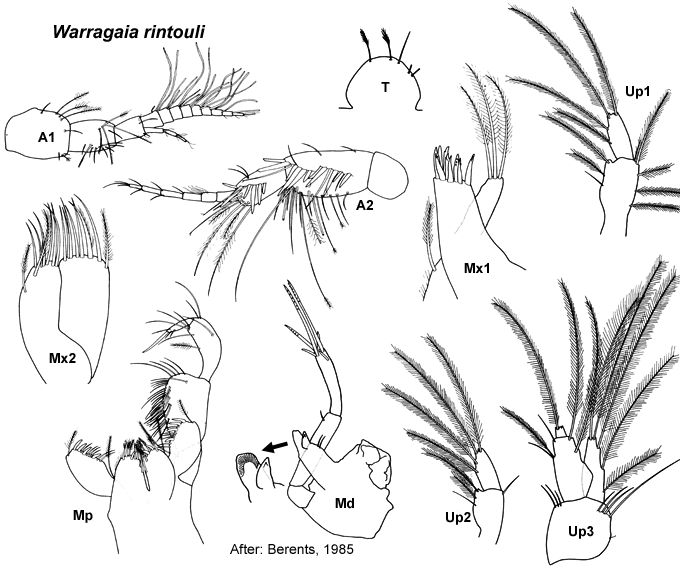 Warragaia rintouli
A1
T
Up1
A2
Mx1
Mx2
Mp
Md
Up2
Up3
After: Berents, 1985